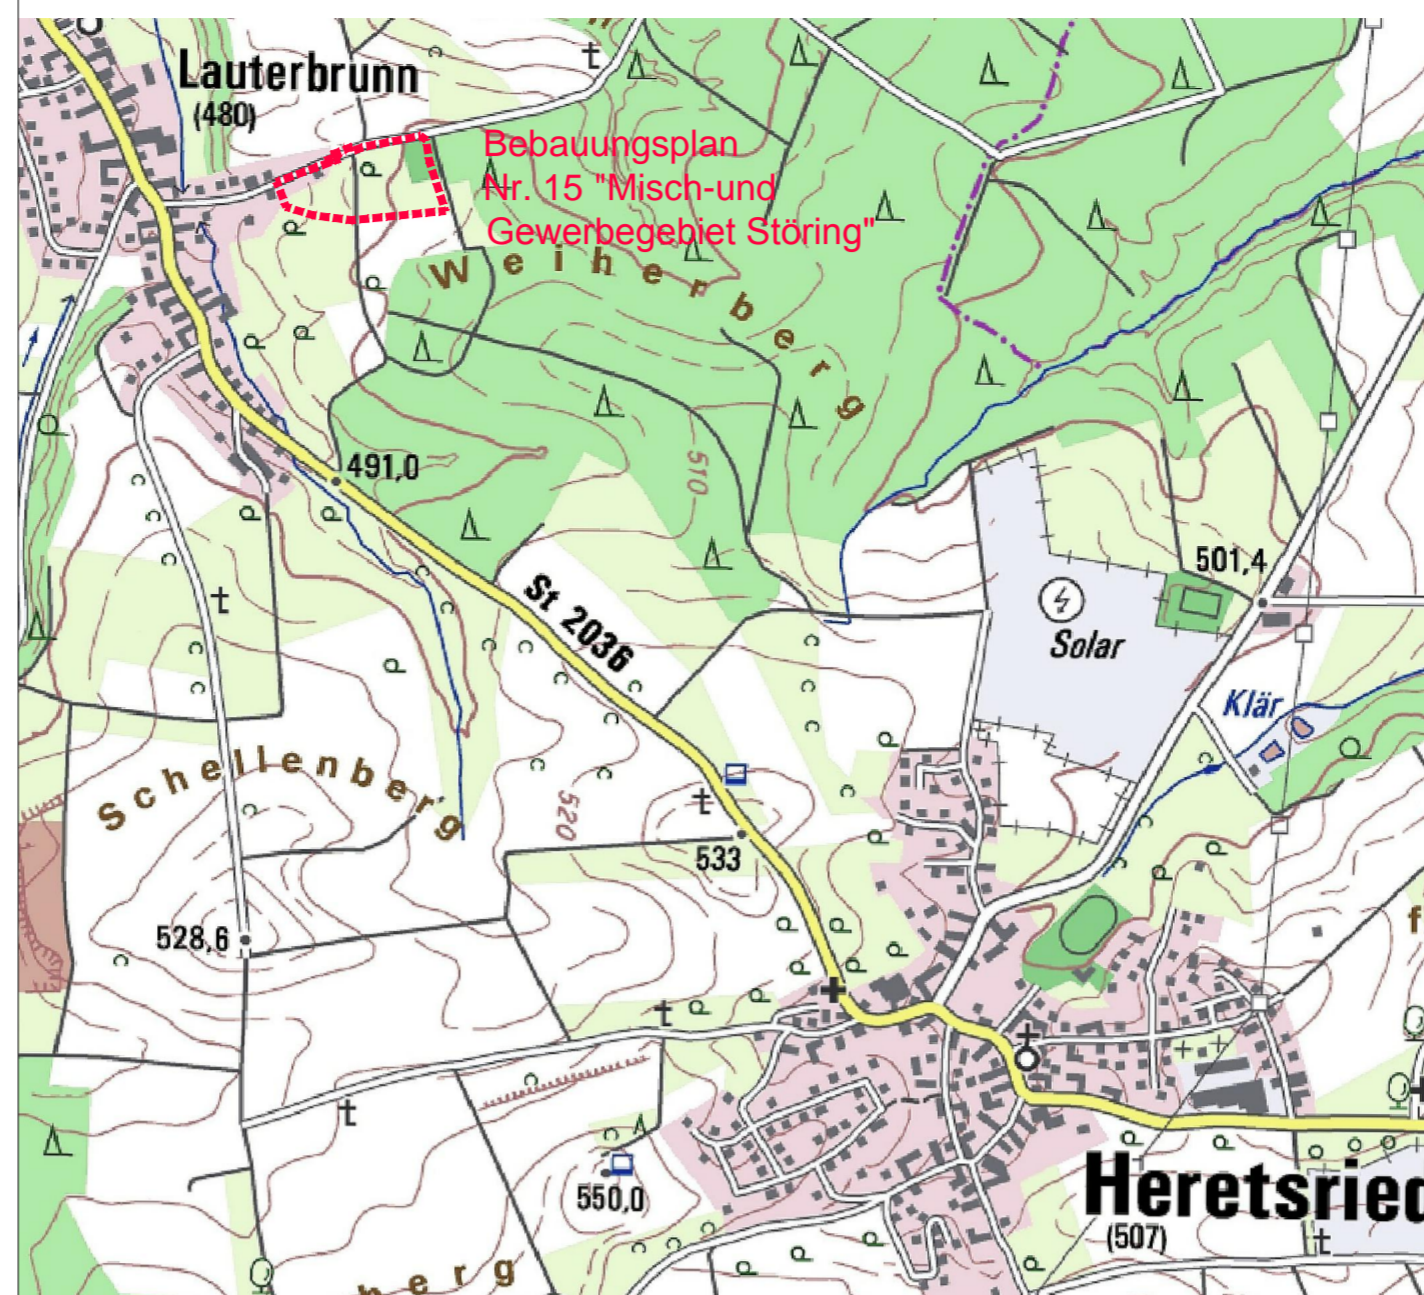 Lauterbrunn
(480)
Bebauungsplan
Nr. 15 "Misch-und
Gewerbegebiet Störing"
Weiherberg
510
491,0
St 2036
501,4
Solar
Klär
Schellenberg
520
533
528,6
550,0
Heretsried
(507)
berg
f